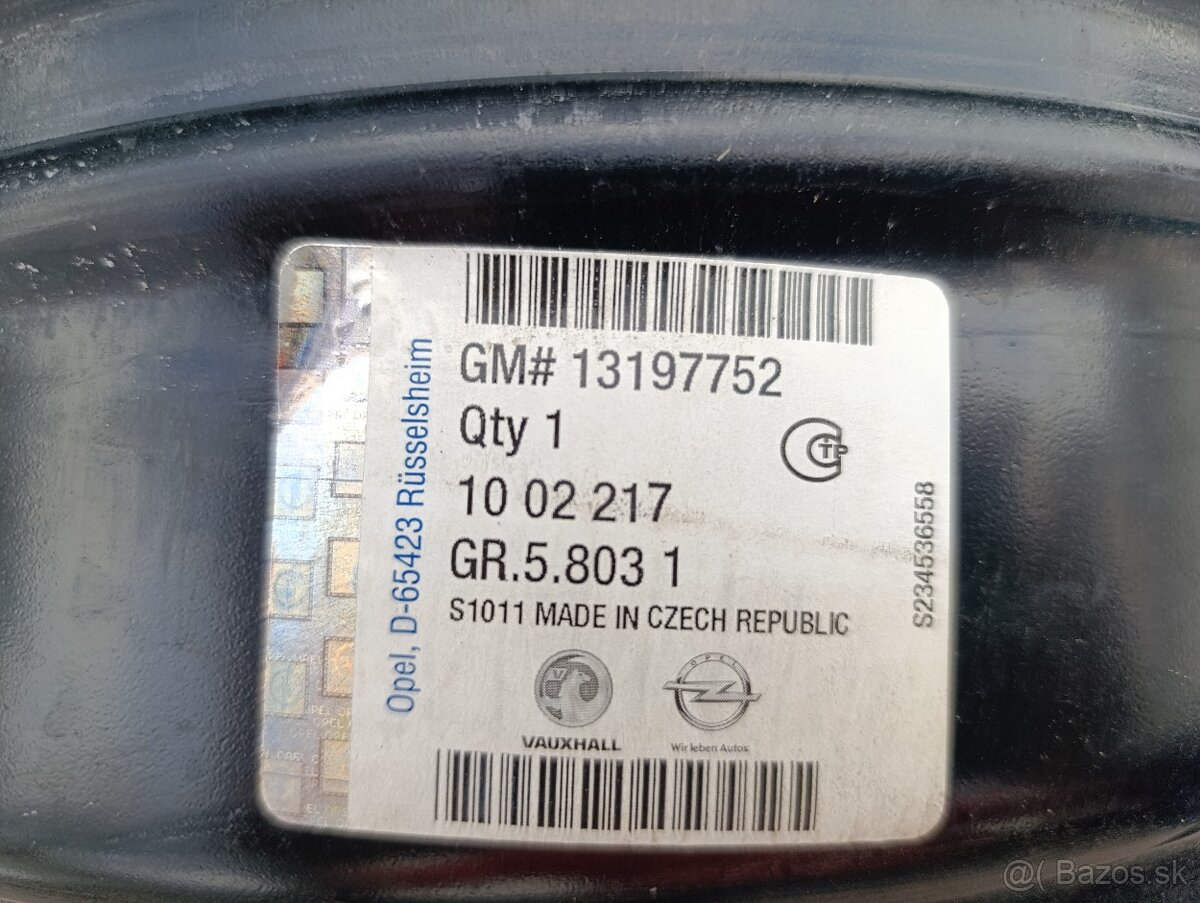 GM# 13197752
Qty 1
10 02 217
GR.5.803 1
S1011 MADE IN CZECH REPUBLIC
Opel, D-65423 Rüsselsheim
S234536558
VAUXHALL
OPEL
Wir leben Autos.
@( Bazos.sk